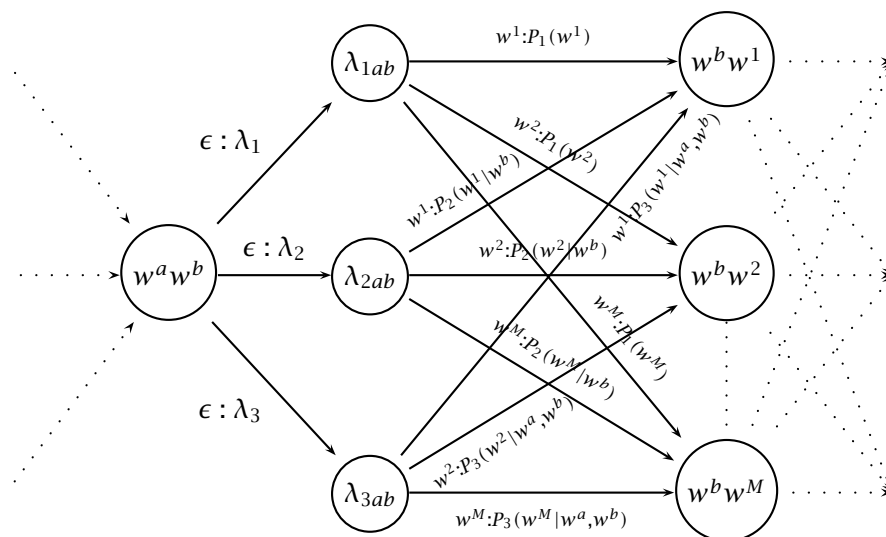 w¹:P₁(w¹)
λ₁ₐb
wᵇw¹
ϵ : λ₁
w²:P₁(w²)
w¹:P₂(w¹|wᵇ)
w¹:P₃(w¹|wᵃ,wᵇ)
wᵃwᵇ
ϵ : λ₂
λ₂ₐb
w²:P₂(w²|wᵇ)
wᵇw²
wᴹ:P₁(wᴹ)
wᴹ:P₂(wᴹ|wᵇ)
ϵ : λ₃
w²:P₃(w²|wᵃ,wᵇ)
λ₃ₐb
wᵇwᴹ
wᴹ:P₃(wᴹ|wᵃ,wᵇ)